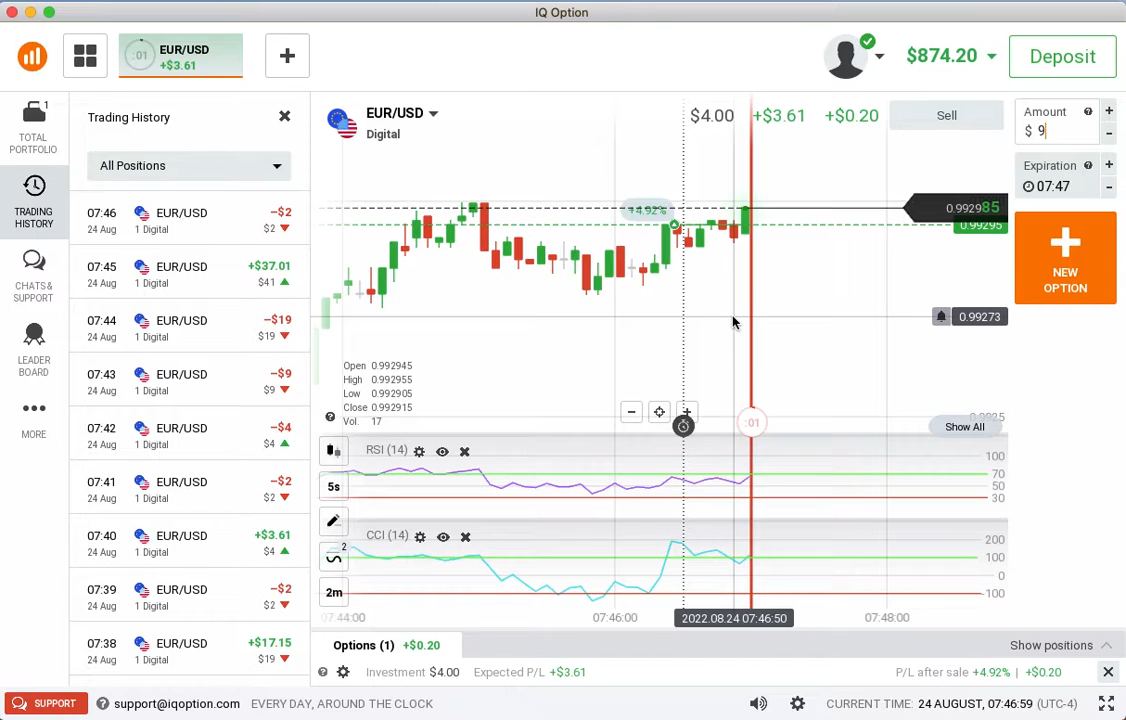 IQ Option
:01
EUR/USD
+$3.61
$874.20
Deposit
1
TOTAL
PORTFOLIO
TRADING
HISTORY
CHATS &
SUPPORT
LEADER
BOARD
MORE
Trading History
All Positions
07:46 EUR/USD −$2
24 Aug 1 Digital $2
07:45 EUR/USD +$37.01
24 Aug 1 Digital $41
07:44 EUR/USD −$19
24 Aug 1 Digital $19
07:43 EUR/USD −$9
24 Aug 1 Digital $9
07:42 EUR/USD −$4
24 Aug 1 Digital $4
07:41 EUR/USD −$2
24 Aug 1 Digital $2
07:40 EUR/USD +$3.61
24 Aug 1 Digital $4
07:39 EUR/USD −$2
24 Aug 1 Digital $2
07:38 EUR/USD +$17.15
24 Aug 1 Digital $19
EUR/USD
Digital
$4.00 +$3.61 +$0.20 Sell
+4.92%
0.992985
0.99295
0.99273
0.9925
Open 0.992945
High 0.992955
Low 0.992905
Close 0.992915
Vol. 17
:01
Show All
RSI (14)
100
70
50
30
5s
CCI (14)
200
100
0
-100
2
2m
07:44:00 07:46:00 2022.08.24 07:46:50 07:48:00
Amount
$ 9
Expiration
07:47
NEW
OPTION
Options (1) +$0.20
Show positions
Investment $4.00 Expected P/L +$3.61
P/L after sale +4.92% | +$0.20
SUPPORT
support@iqoption.com
EVERY DAY, AROUND THE CLOCK
CURRENT TIME: 24 AUGUST, 07:46:59 (UTC-4)